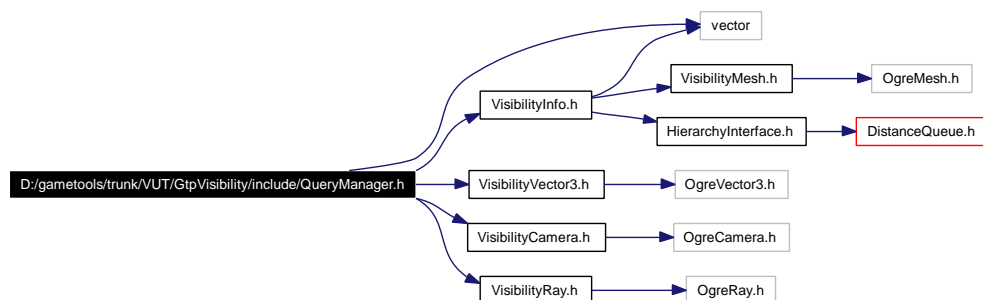 vector
VisibilityMesh.h
OgreMesh.h
VisibilityInfo.h
HierarchyInterface.h
DistanceQueue.h
D:/gametools/trunk/VUT/GtpVisibility/include/QueryManager.h
VisibilityVector3.h
OgreVector3.h
VisibilityCamera.h
OgreCamera.h
VisibilityRay.h
OgreRay.h